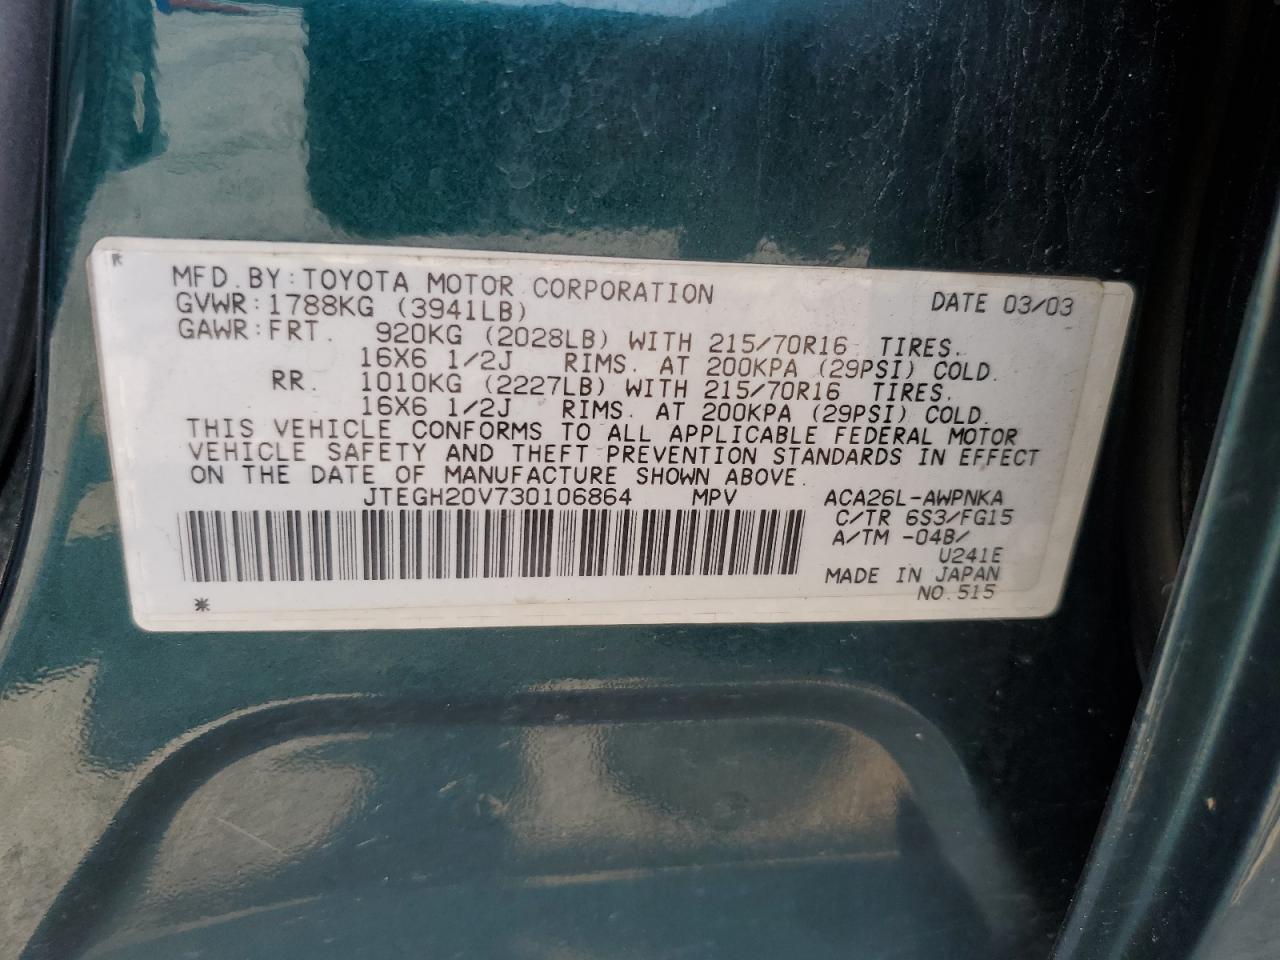 MFD. BY: TOYOTA MOTOR CORPORATION DATE 03/03
GVWR: 1788KG (3941LB)
GAWR: FRT. 920KG (2028LB) WITH 215/70R16 TIRES.
16X6 1/2J RIMS. AT 200KPA (29PSI) COLD.
RR. 1010KG (2227LB) WITH 215/70R16 TIRES.
16X6 1/2J RIMS. AT 200KPA (29PSI) COLD.
THIS VEHICLE CONFORMS TO ALL APPLICABLE FEDERAL MOTOR
VEHICLE SAFETY AND THEFT PREVENTION STANDARDS IN EFFECT
ON THE DATE OF MANUFACTURE SHOWN ABOVE.
JTEGH20V730106864 MPV ACA26L-AWPNKA
C/TR 6S3/FG15
A/TM -04B/
U241E
MADE IN JAPAN
NO.515